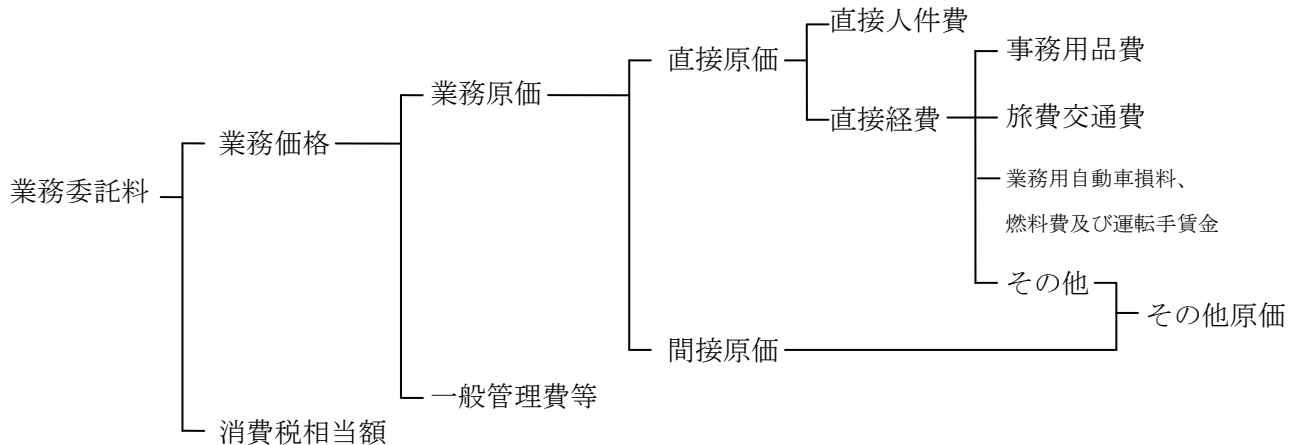 業務委託料
業務価格
消費税相当額
業務原価
一般管理費等
直接原価
間接原価
直接人件費
直接経費
事務用品費
旅費交通費
業務用自動車損料、
燃料費及び運転手賃金
その他
その他原価